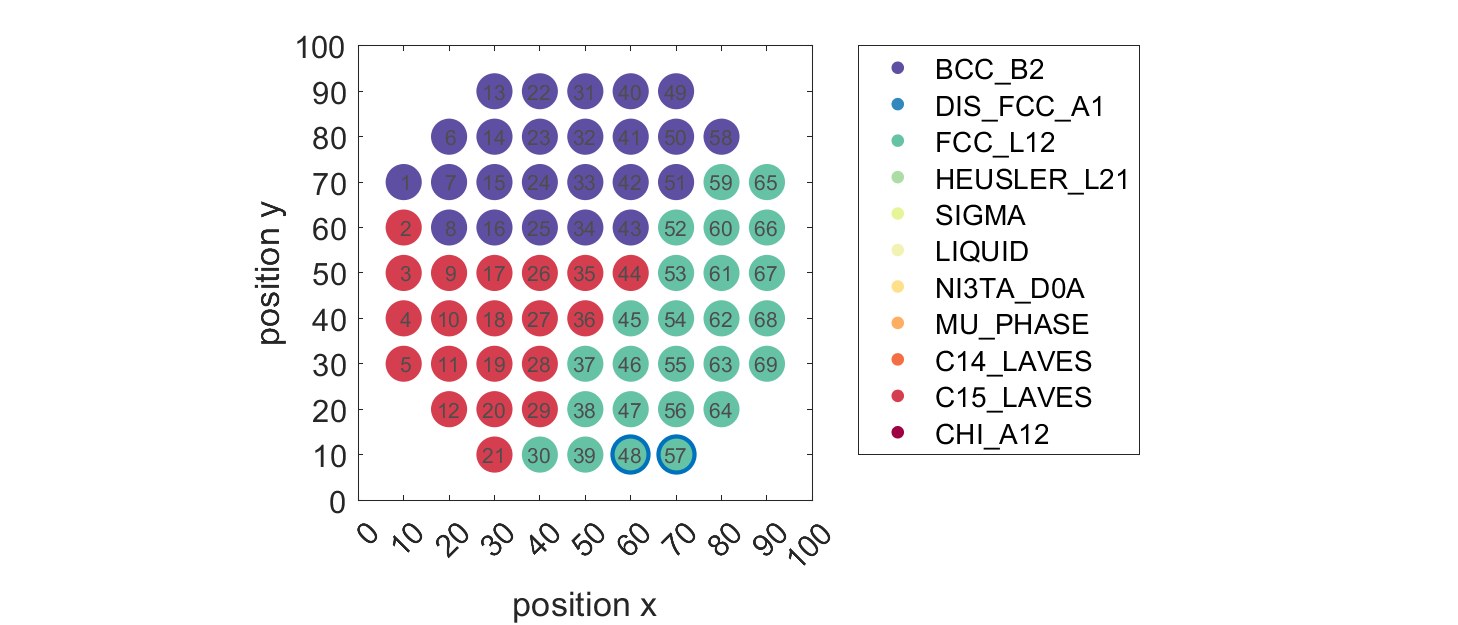 100
90
80
70
60
50
40
30
20
10
0
position y
13 22 31 40 49
6 14 23 32 41 50 58
1 7 15 24 33 42 51 59 65
2 8 16 25 34 43 52 60 66
3 9 17 26 35 44 53 61 67
4 10 18 27 36 45 54 62 68
5 11 19 28 37 46 55 63 69
12 20 29 38 47 56 64
21 30 39 48 57
0 10 20 30 40 50 60 70 80 90 100
position x
BCC_B2
DIS_FCC_A1
FCC_L12
HEUSLER_L21
SIGMA
LIQUID
NI3TA_D0A
MU_PHASE
C14_LAVES
C15_LAVES
CHI_A12